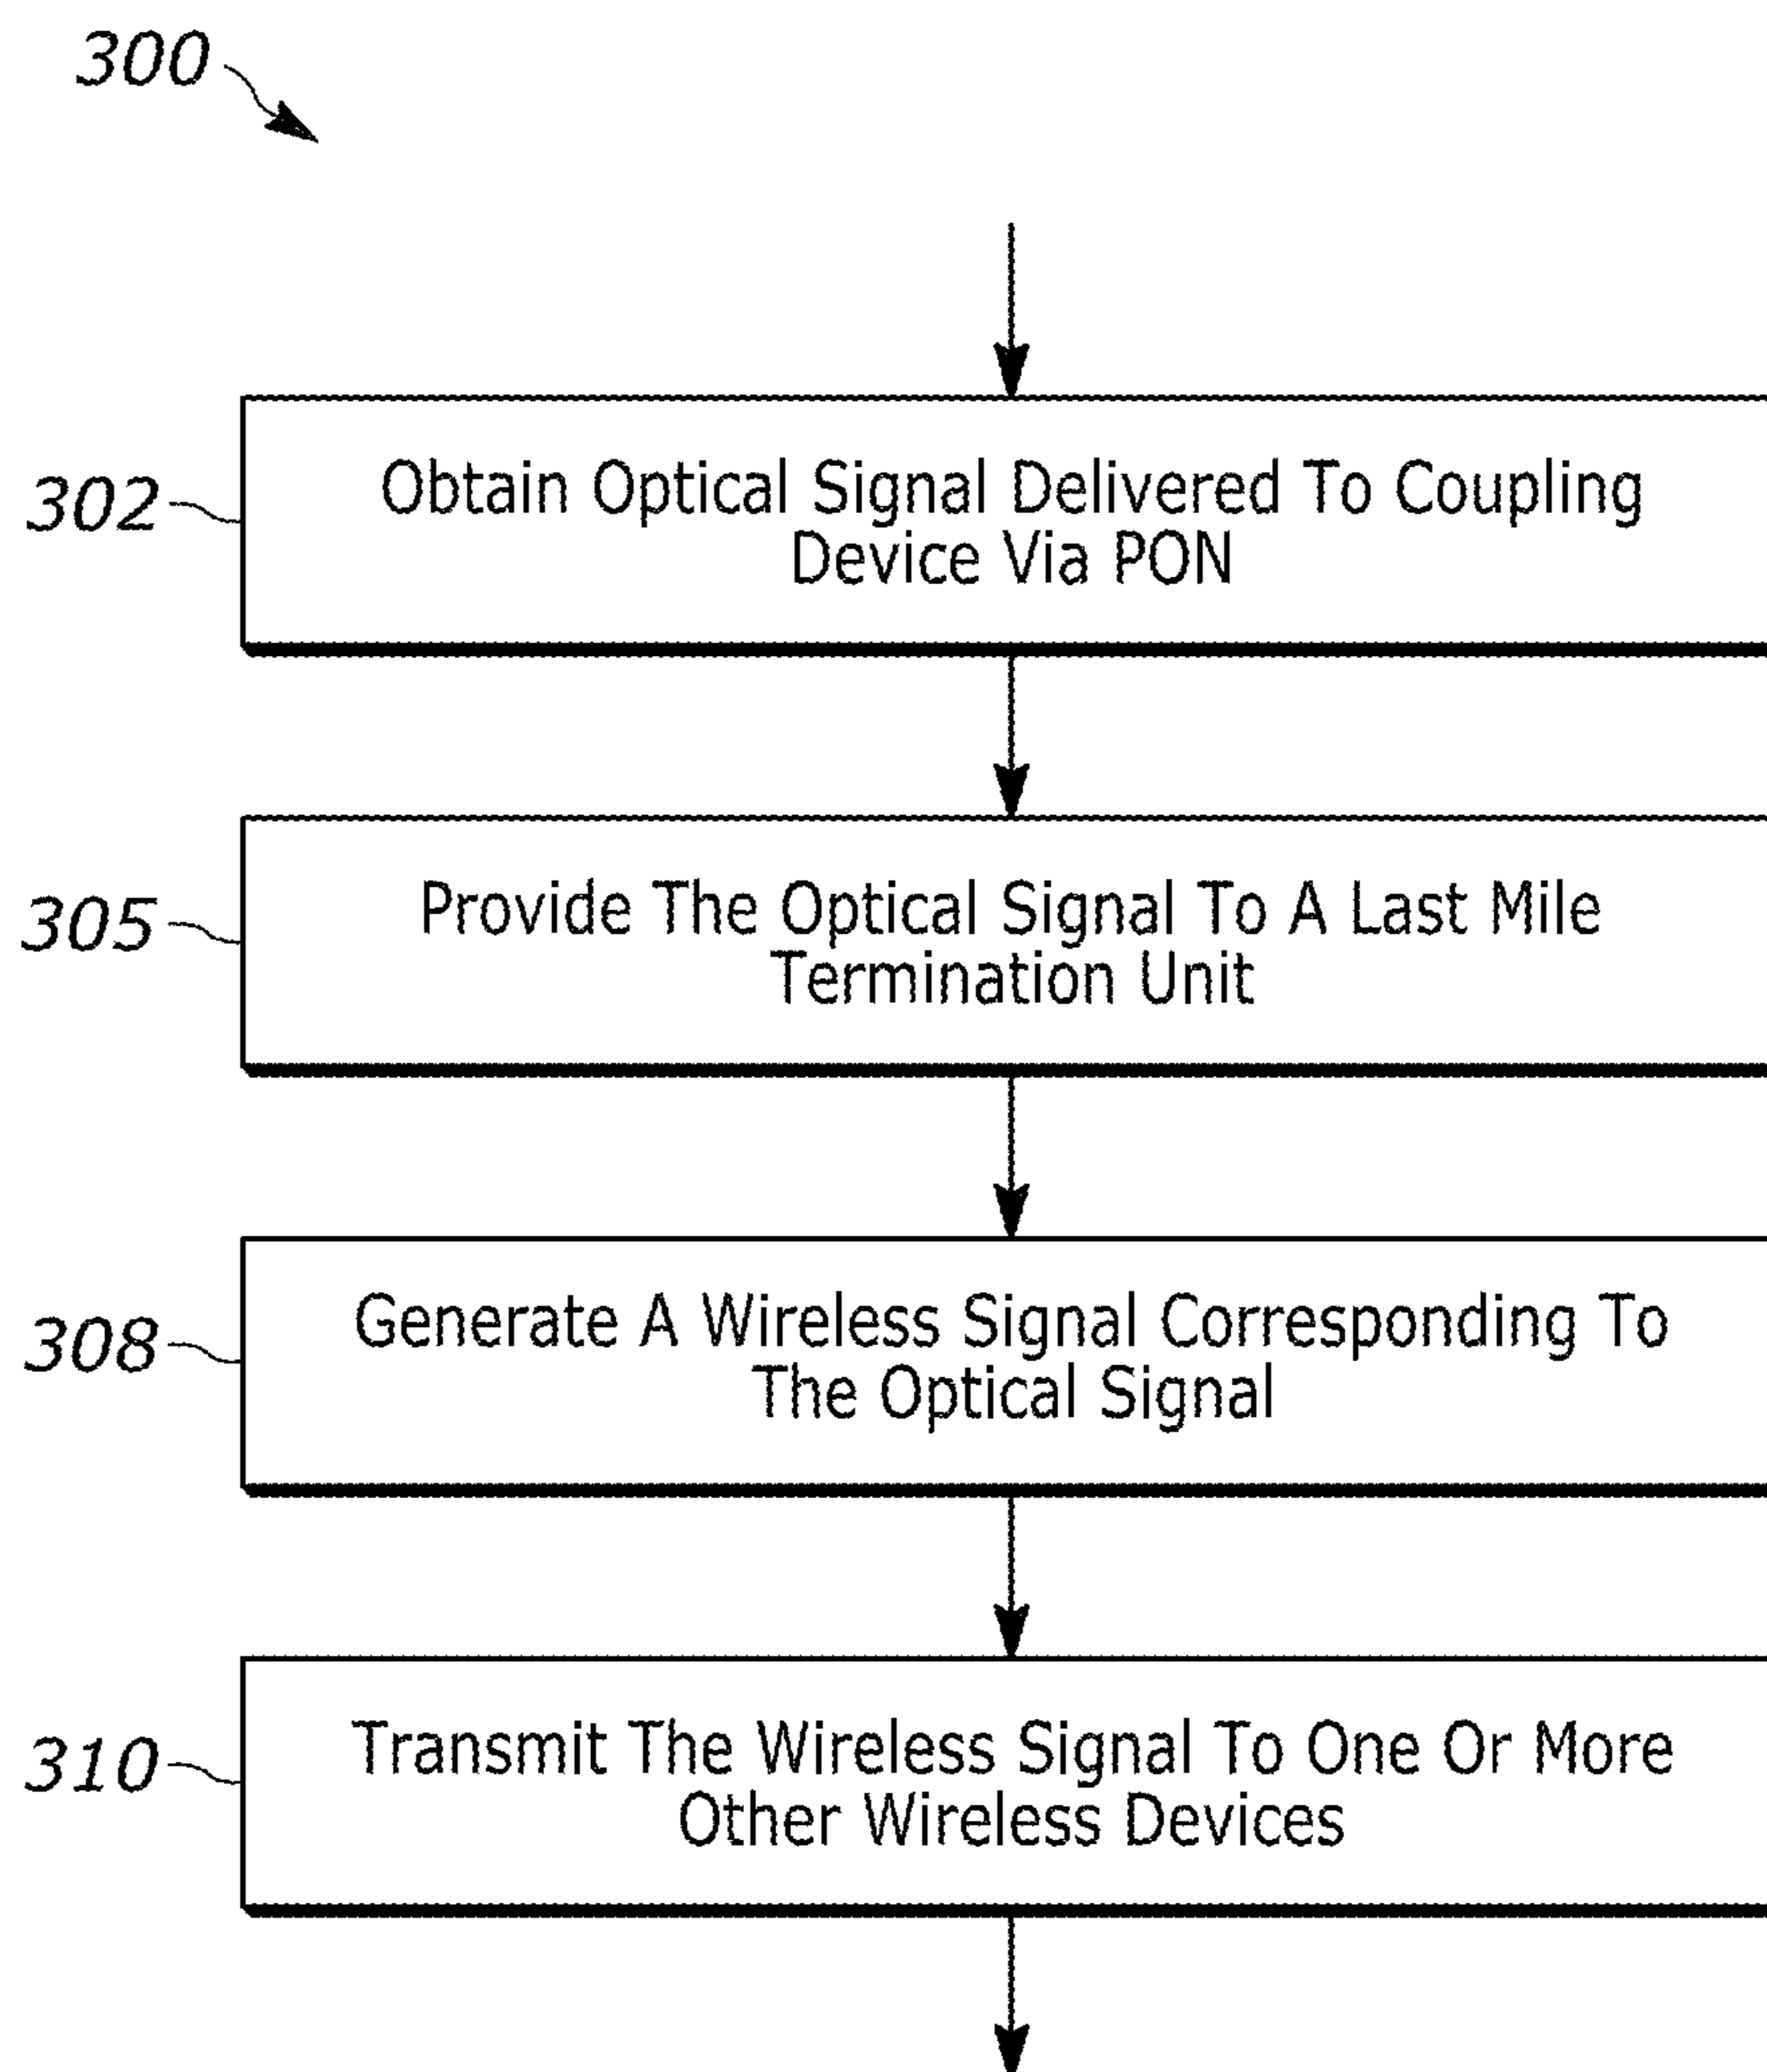 300
302
Obtain Optical Signal Delivered To Coupling
Device Via PON
305
Provide The Optical Signal To A Last Mile
Termination Unit
308
Generate A Wireless Signal Corresponding To
The Optical Signal
310
Transmit The Wireless Signal To One Or More
Other Wireless Devices